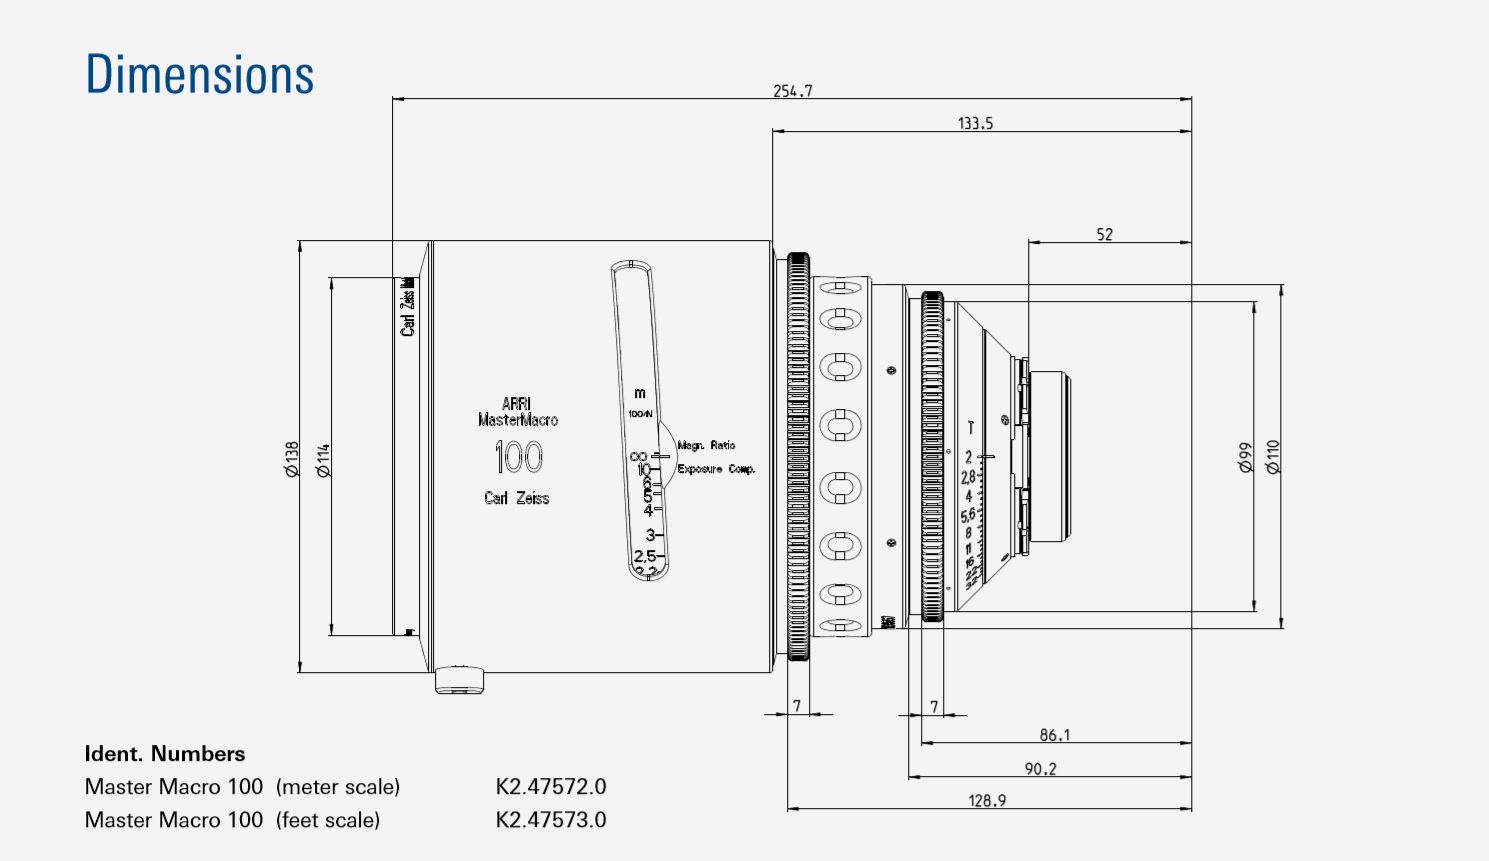 Dimensions
254.7
133.5
52
Carl Zeiss
ARRI
MasterMacro
100
Carl Zeiss
m
∞
10
5
4
3
2,5
Magn. Ratio
Exposure Comp.
T
2
2,8
4
5,6
8
11
16
Ø138
Ø114
Ø99
Ø110
7
7
86.1
90.2
128.9
Ident. Numbers
Master Macro 100 (meter scale) K2.47572.0
Master Macro 100 (feet scale) K2.47573.0